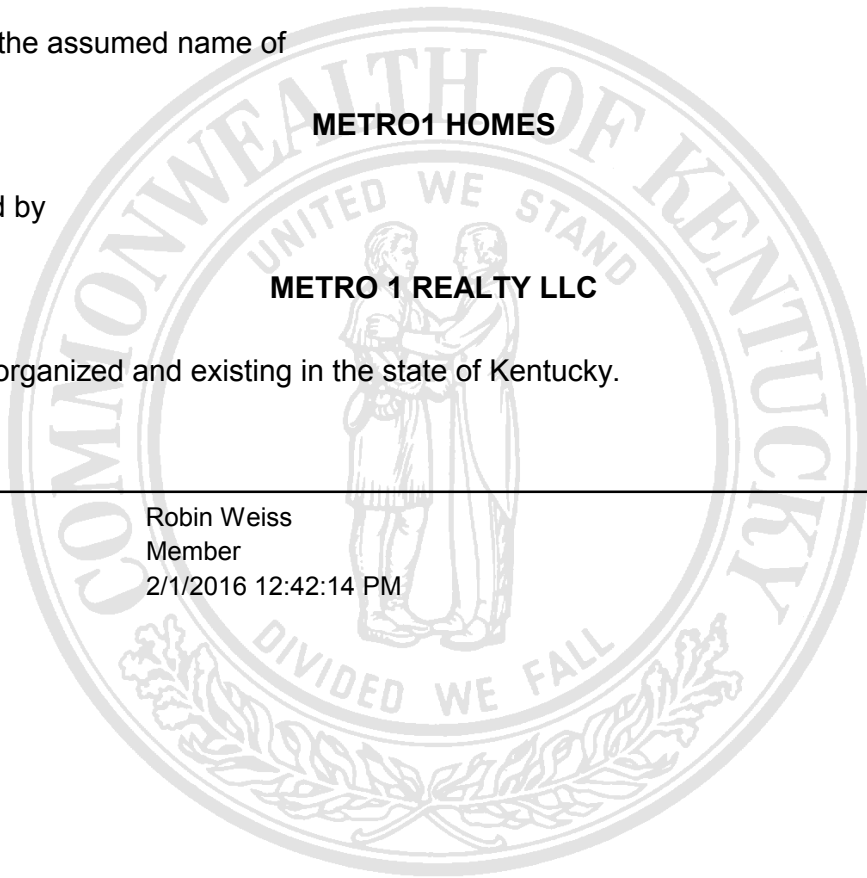 the assumed name of
METRO1 HOMES
d by
METRO 1 REALTY LLC
organized and existing in the state of Kentucky.
Robin Weiss
Member
2/1/2016 12:42:14 PM
COMMONWEALTH OF KENTUCKY
UNITED WE STAND
DIVIDED WE FALL